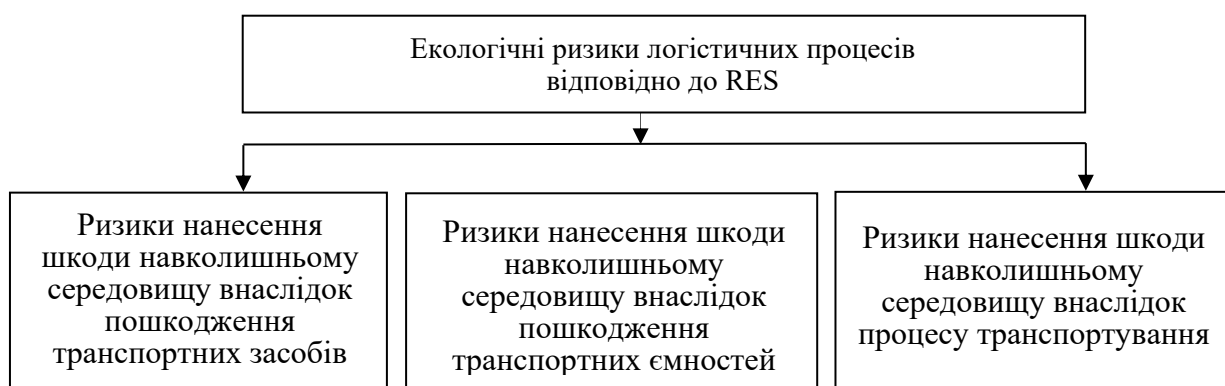 Екологічні ризики логістичних процесів
відповідно до RES
Ризики нанесення
шкоди навколишньому
середовищу внаслідок
пошкодження
транспортних засобів
Ризики нанесення шкоди
навколишньому
середовищу внаслідок
пошкодження
транспортних ємностей
Ризики нанесення шкоди
навколишньому
середовищу внаслідок
процесу транспортування